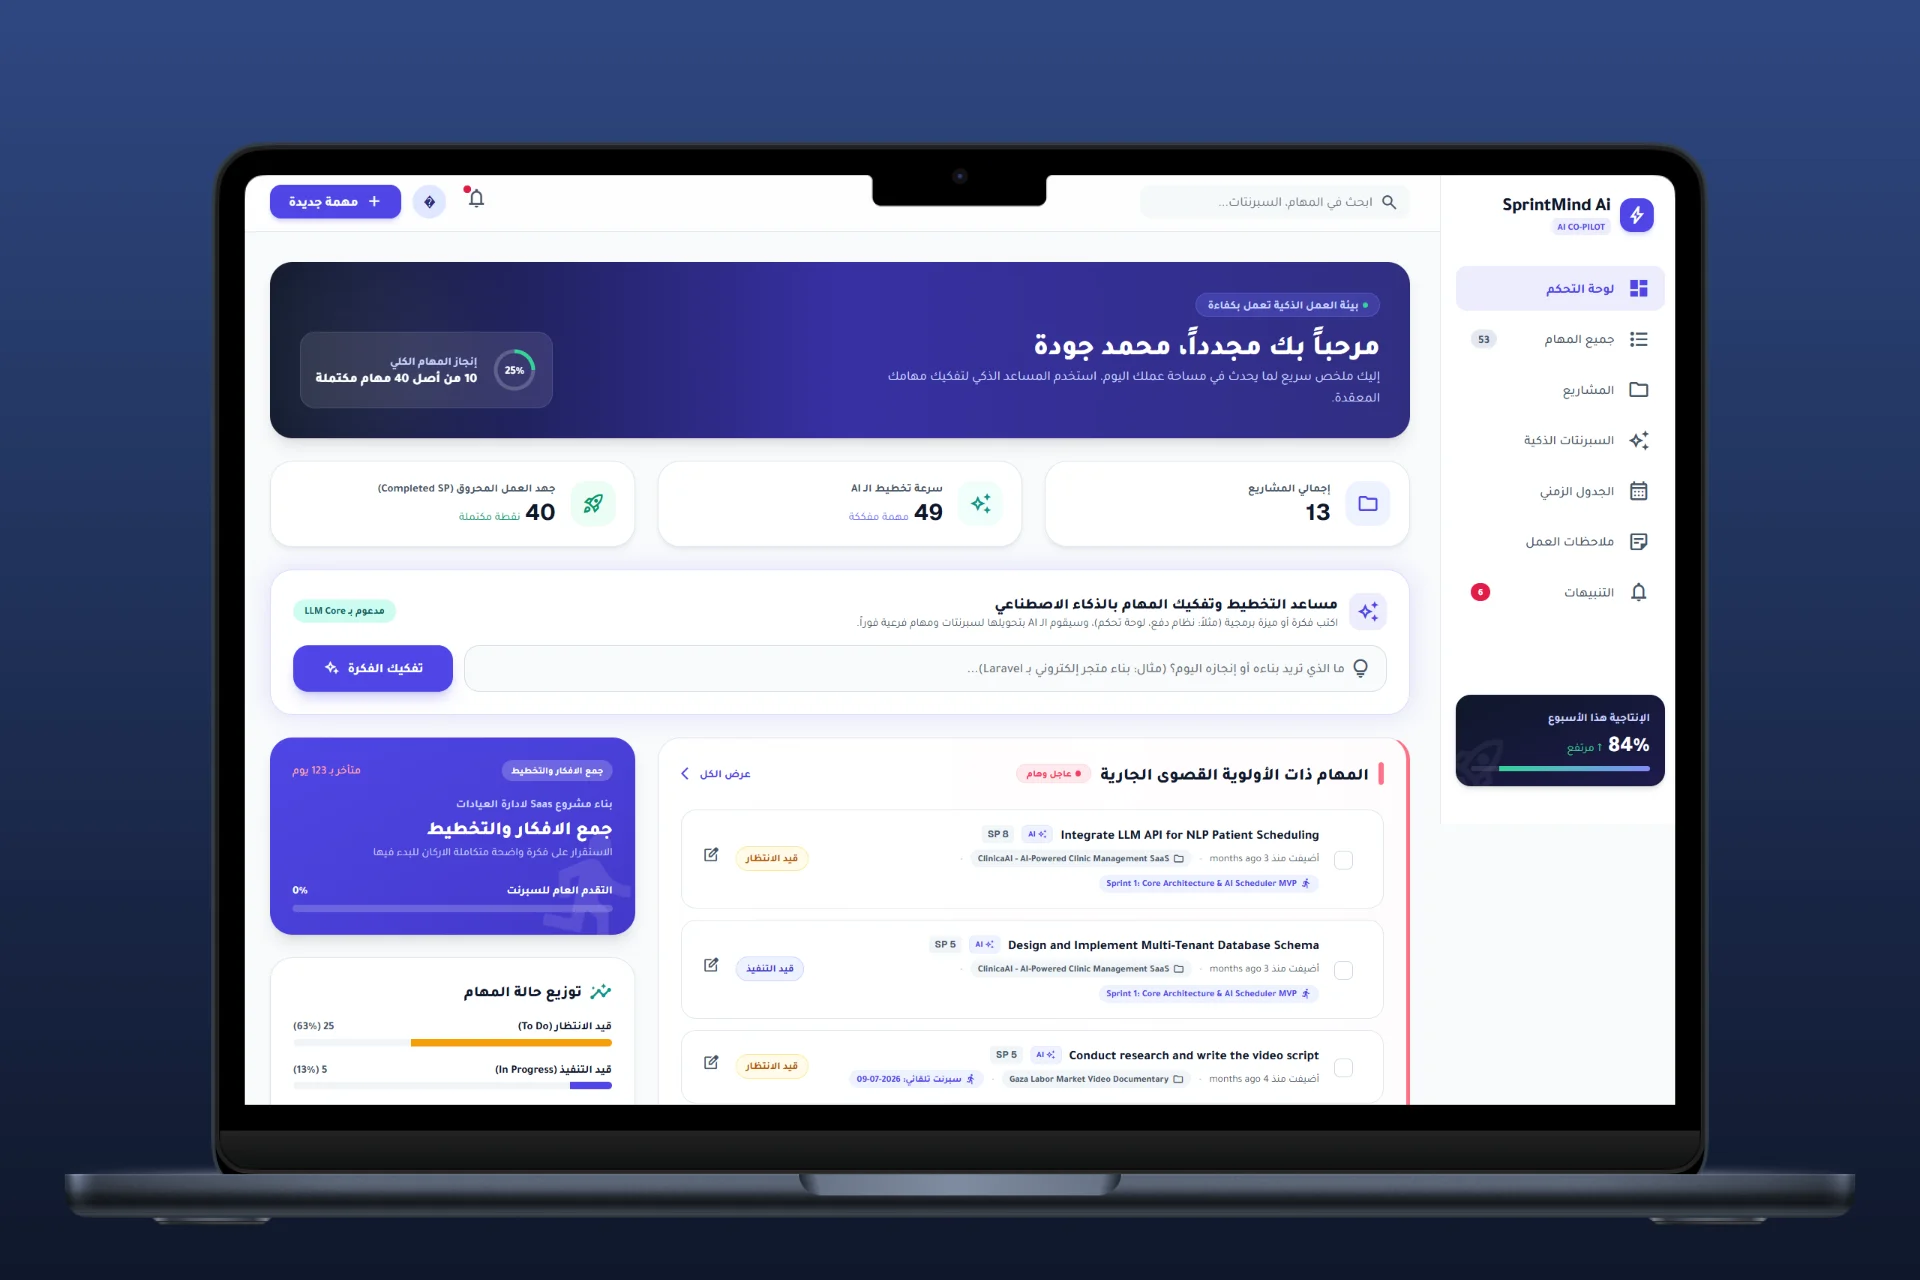 SprintMind Ai
AI CO-PILOT
لوحة التحكم
جميع المهام
53
المشاريع
السبرنتات الذكية
الجدول الزمني
ملاحظات العمل
التنبيهات
6
الإنتاجية هذا الأسبوع
84% ↑ مرتفع
ابحث في المهام، السبرنتات...
+ مهمة جديدة
بيئة العمل الذكية تعمل بكفاءة
مرحباً بك مجدداً، محمد جودة
إليك ملخص سريع لما يحدث في مساحة عملك اليوم. استخدم المساعد الذكي لتفكيك مهامك
المعقدة.
25%
إنجاز المهام الكلي
10 من أصل 40 مهام مكتملة
إجمالي المشاريع
13
سرعة تخطيط الـ AI
49 مهمة مفككة
جهد العمل المحروق (Completed SP)
40 نقطة مكتملة
مساعد التخطيط وتفكيك المهام بالذكاء الاصطناعي
اكتب فكرة أو ميزة برمجية (مثلاً: نظام دفع، لوحة تحكم)، وسيقوم الـ AI بتحويلها لسبرنتات ومهام فرعية فوراً.
مدعوم بـ LLM Core
ما الذي تريد بناءه أو إنجازه اليوم؟ (مثال: بناء متجر إلكتروني بـ Laravel)...
تفكيك الفكرة
المهام ذات الأولوية القصوى الجارية
عاجل وهام
عرض الكل
Integrate LLM API for NLP Patient Scheduling
AI
SP 8
أضيفت منذ 3 months ago
ClinicaAI - AI-Powered Clinic Management SaaS
Sprint 1: Core Architecture & AI Scheduler MVP
قيد الانتظار
Design and Implement Multi-Tenant Database Schema
AI
SP 5
أضيفت منذ 3 months ago
ClinicaAI - AI-Powered Clinic Management SaaS
Sprint 1: Core Architecture & AI Scheduler MVP
قيد التنفيذ
Conduct research and write the video script
AI
SP 5
أضيفت منذ 4 months ago
Gaza Labor Market Video Documentary
سبرنت تلقائي: 2026-07-09
قيد الانتظار
جمع الافكار والتخطيط
متأخر بـ 123 يوم
بناء مشروع Saas لادارة العيادات
جمع الافكار والتخطيط
الاستقرار على فكرة واضحة متكاملة الاركان للبدء فيها
التقدم العام للسبرنت
0%
توزيع حالة المهام
قيد الانتظار (To Do)
25 (63%)
قيد التنفيذ (In Progress)
5 (13%)